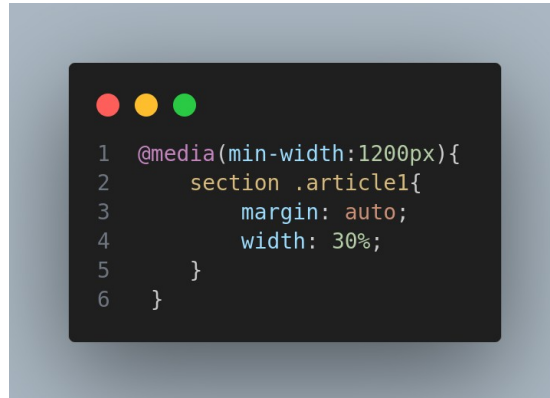 1 @media(min-width:1200px){
2 section .article1{
3 margin: auto;
4 width: 30%;
5 }
6 }